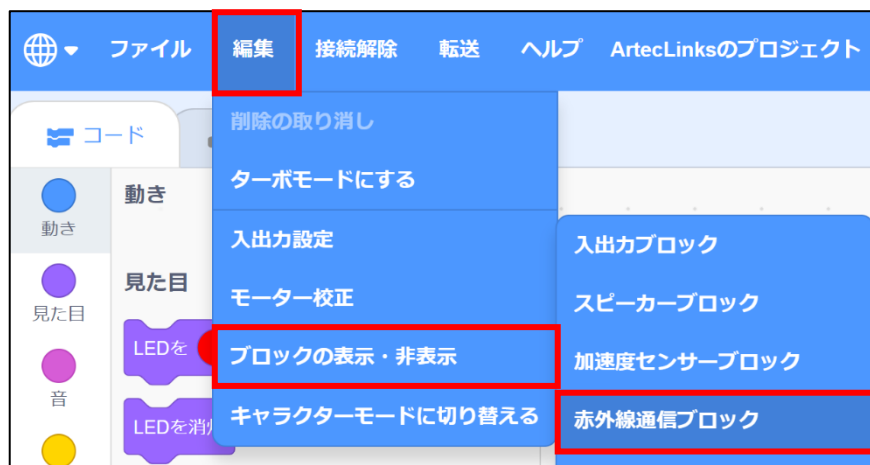 ファイル 編集 接続解除 転送 ヘルプ ArtecLinksのプロジェクト
コード
削除の取り消し
ターボモードにする
入出力設定
モーター校正
ブロックの表示・非表示
キャラクターモードに切り替える
入出力ブロック
スピーカーブロック
加速度センサーブロック
赤外線通信ブロック
動き
見た目
音
動き
見た目
LEDを
LEDを消